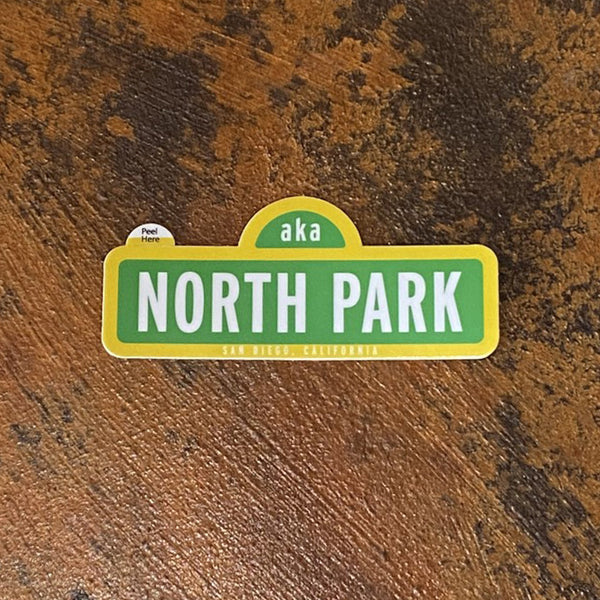 aka
Peel
Here
NORTH PARK
SAN DIEGO, CALIFORNIA